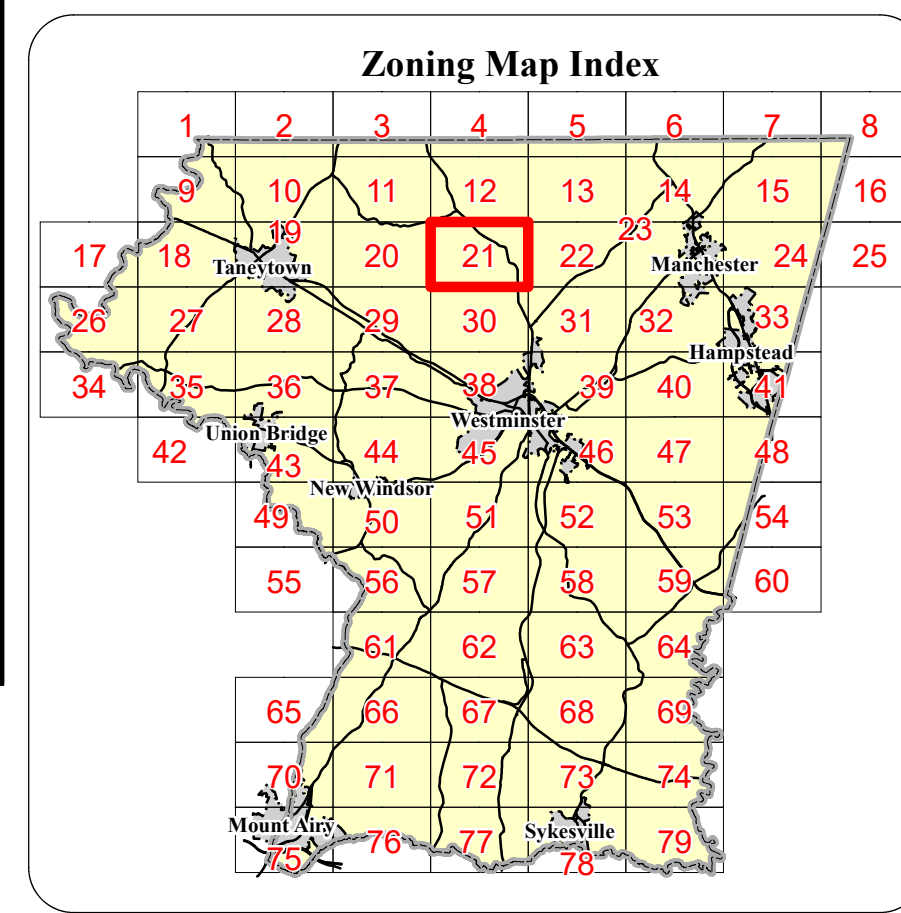 Zoning Map Index
1 2 3 4 5 6 7 8
9 10 11 12 13 14 15 16
17 18 19 20 21 22 23 24 25
Taneytown Manchester
26 27 28 29 30 31 32 33
Hampstead
34 35 36 37 38 39 40 41
Westminster
Union Bridge
42 43 44 45 46 47 48
New Windsor
49 50 51 52 53 54
55 56 57 58 59 60
61 62 63 64
65 66 67 68 69
70 71 72 73 74
Mount Airy Sykesville
75 76 77 78 79